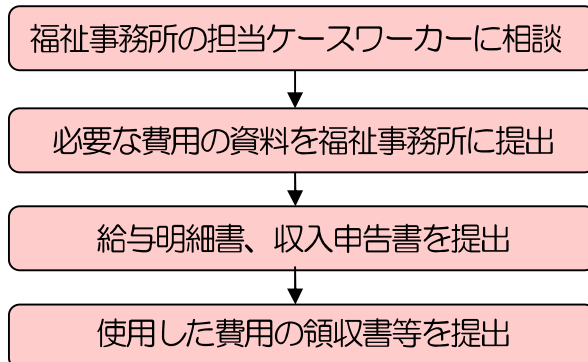 福祉事務所の担当ケースワーカーに相談
必要な費用の資料を福祉事務所に提出
給与明細書、収入申告書を提出
使用した費用の領収書等を提出